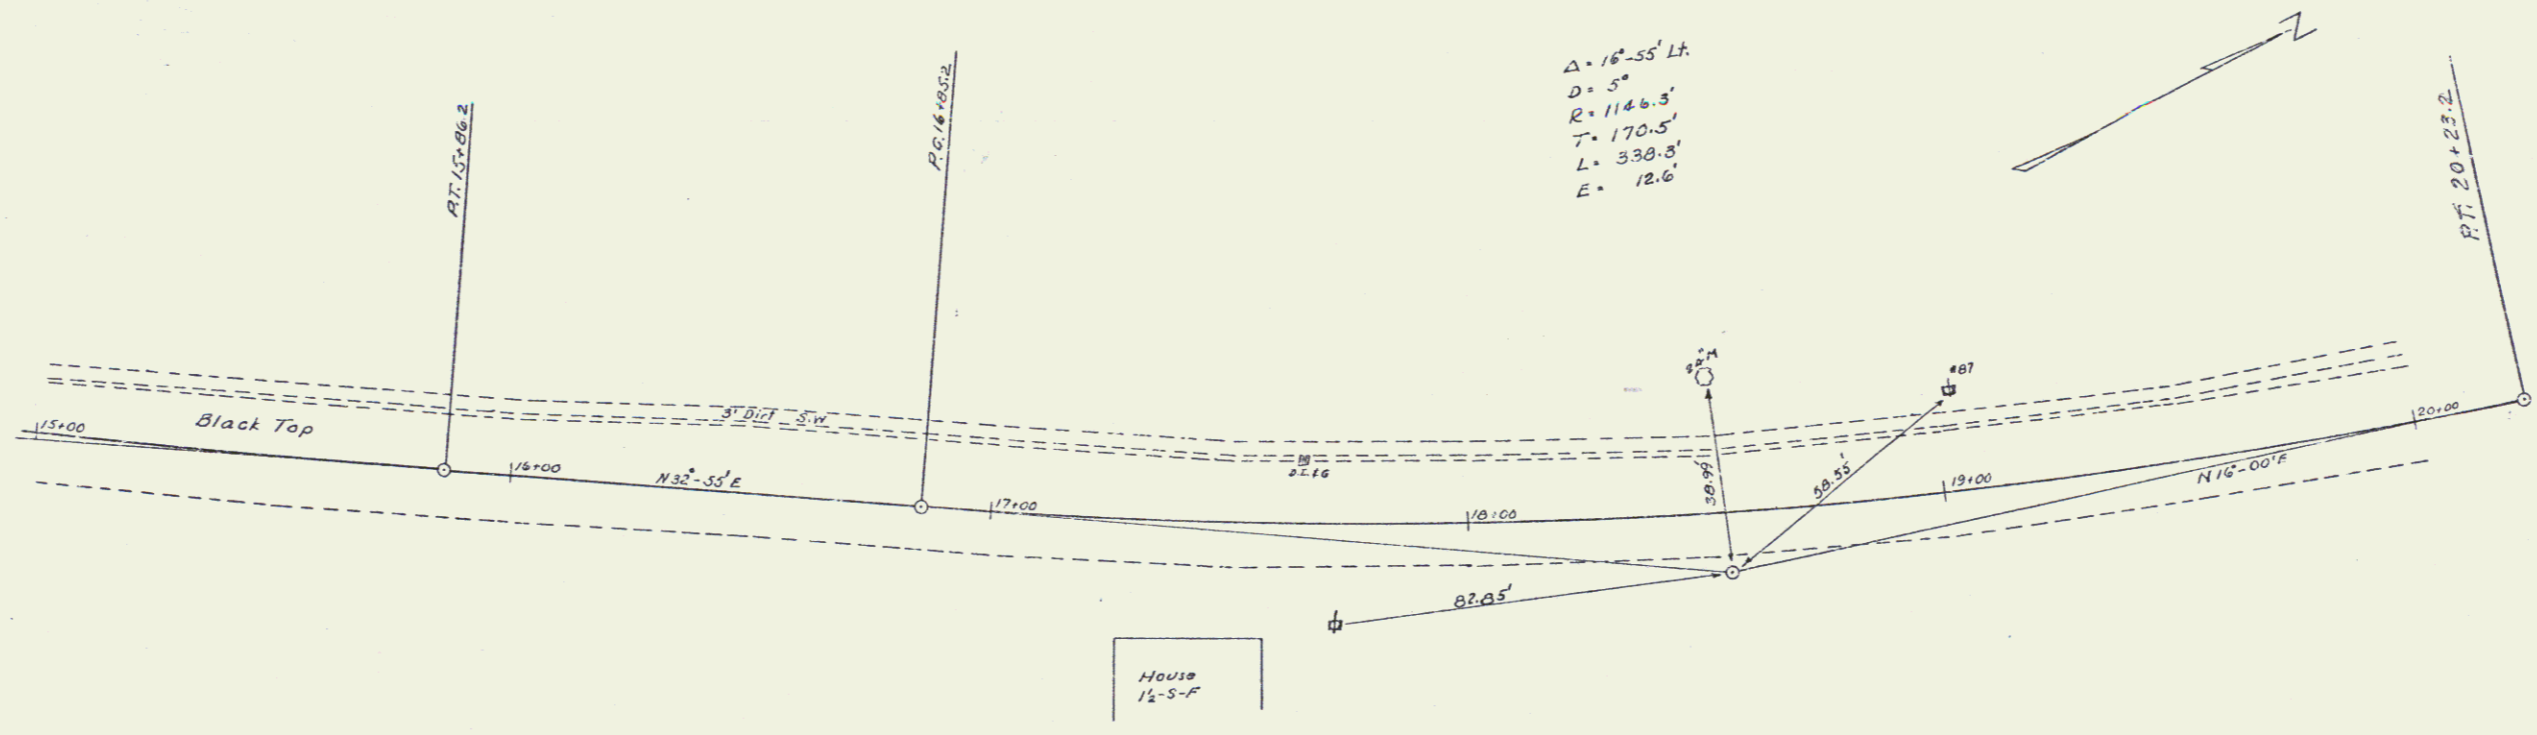 Δ = 16°-55' Lt.
D = 5°
R = 1146.3'
T = 170.5'
L = 338.3'
E = 12.6'
P.T. 15+86.2
P.C. 16+85.2
P.T. 20+23.2
15+00
Black Top
3' Dirt S.W
16+00
N32°-55'E
17+00
D.I.&G
18+00
38.99'
#87
58.55'
19+00
N16°-00'E
20+00
82.85'
House
1½-S-F